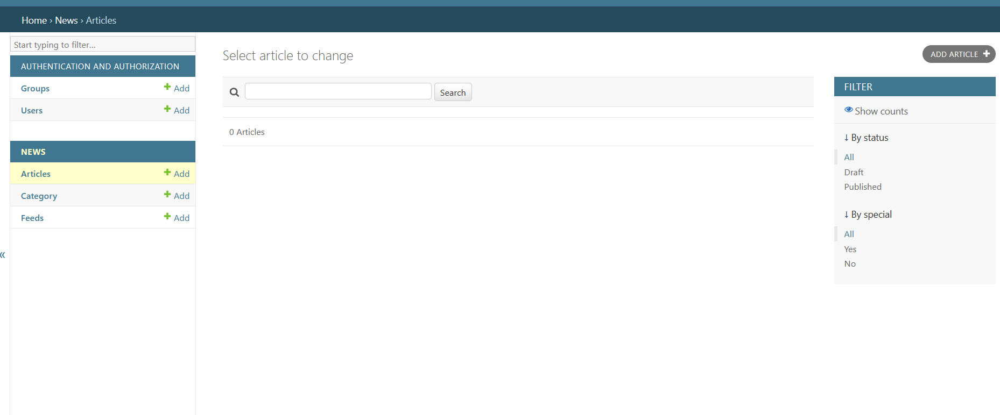 Home › News › Articles
Start typing to filter...
AUTHENTICATION AND AUTHORIZATION
Groups Add
Users Add
NEWS
Articles Add
Category Add
Feeds Add
«
Select article to change
ADD ARTICLE
Search
0 Articles
FILTER
Show counts
↓ By status
All
Draft
Published
↓ By special
All
Yes
No